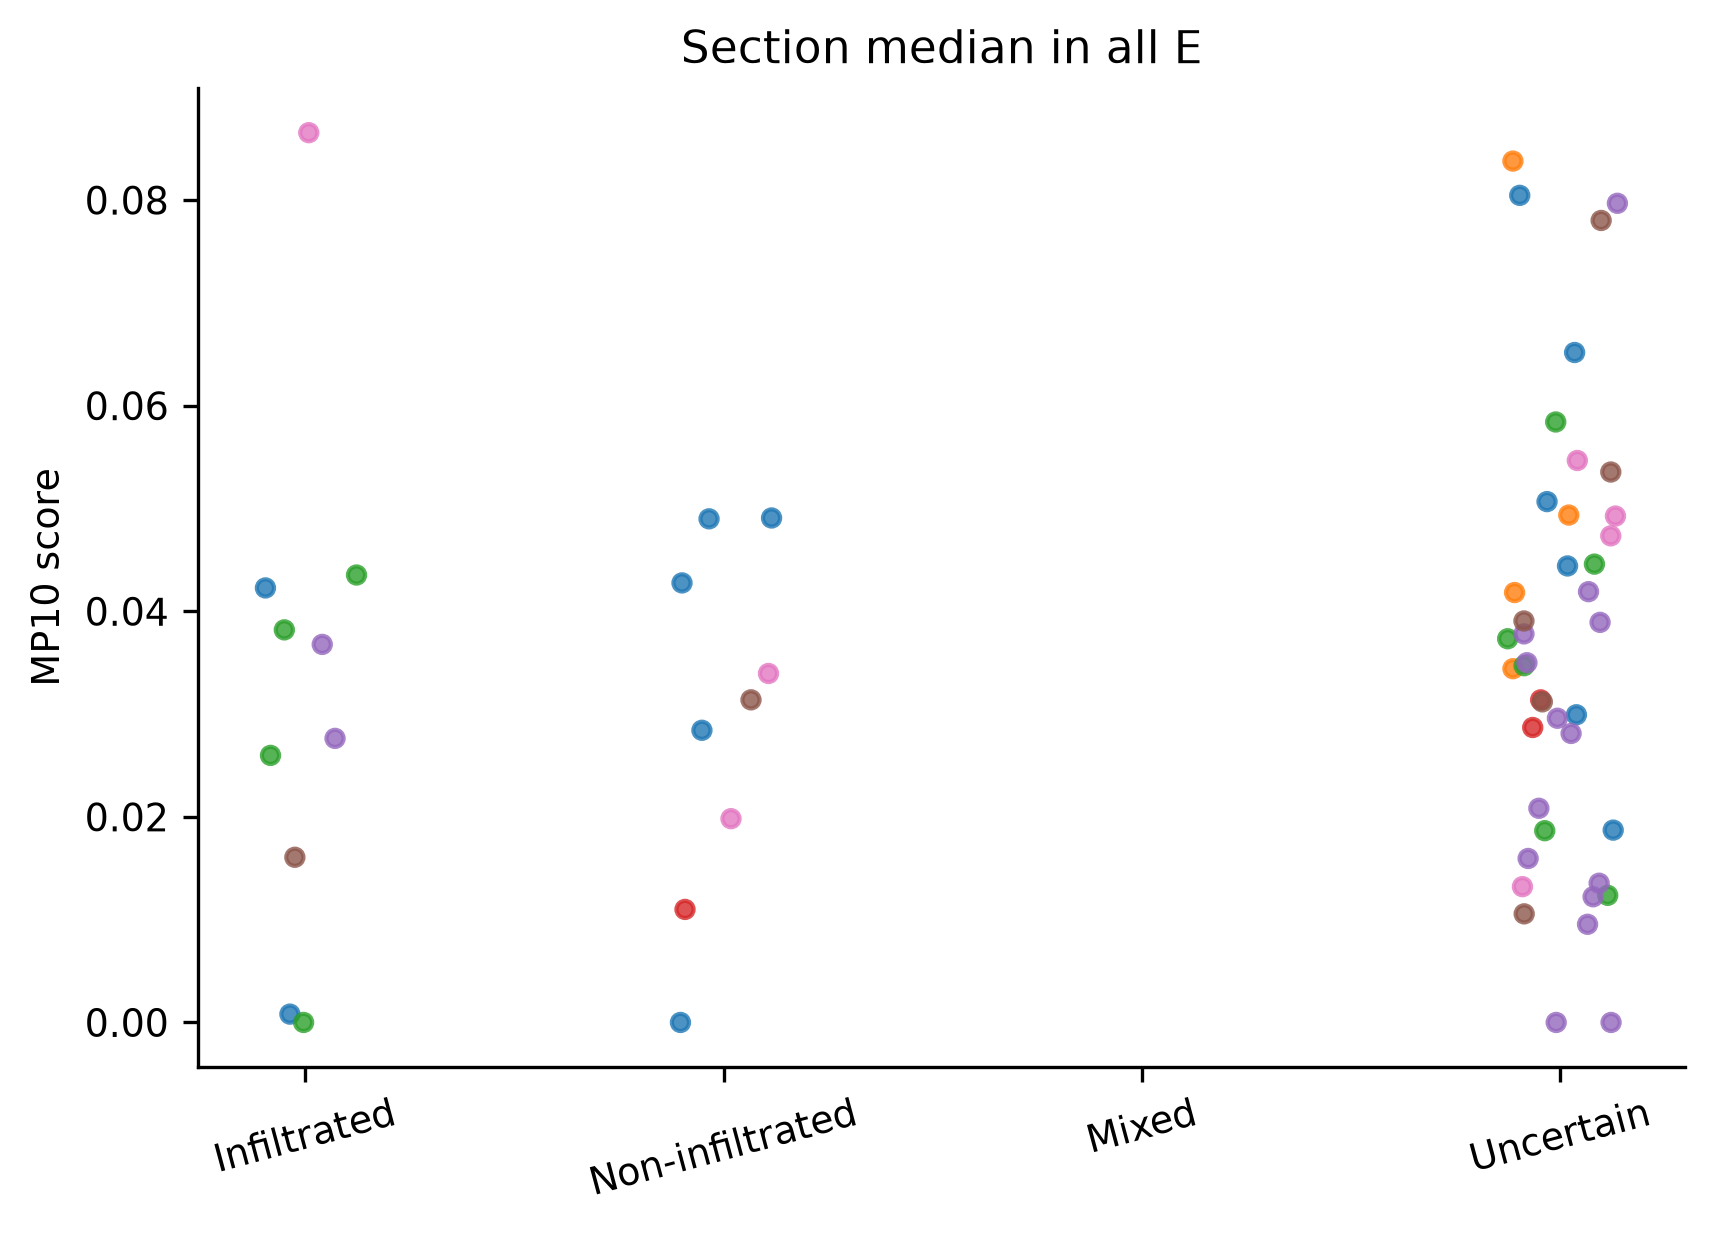 Section median in all E
MP10 score
0.08
0.06
0.04
0.02
0.00
Infiltrated
Non-infiltrated
Mixed
Uncertain